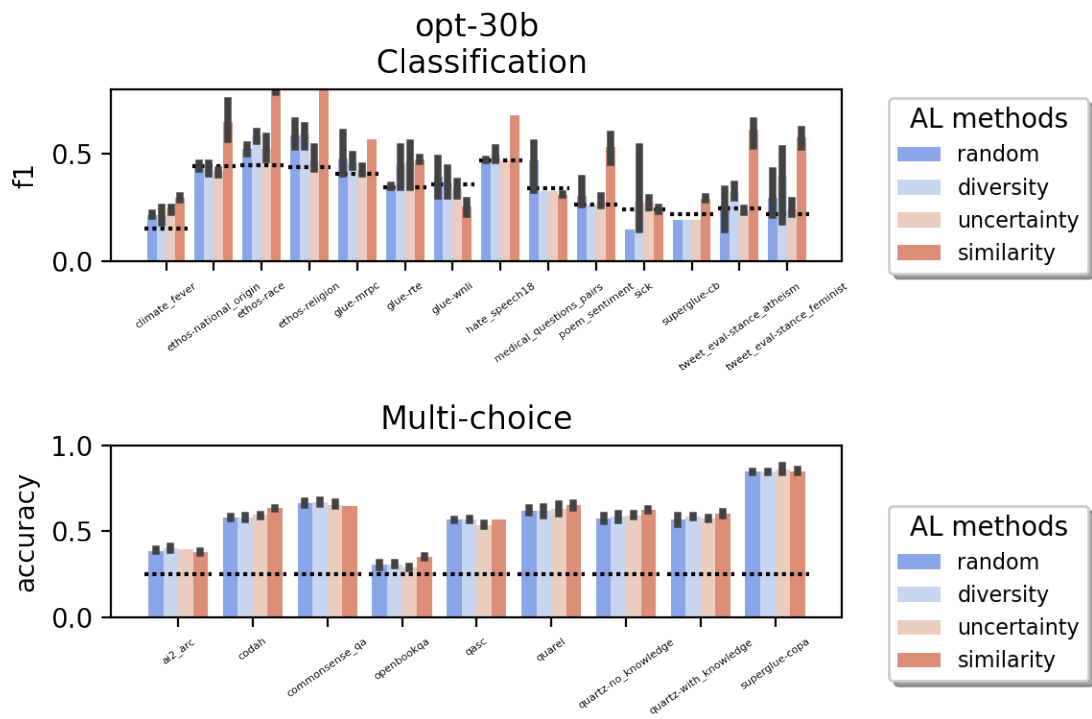 opt-30b
Classification
f1
0.5
0.0
climate_fever
ethos-national_origin
ethos-race
ethos-religion
glue-mrpc
glue-rte
glue-wnli
hate_speech18
medical_questions_pairs
poem_sentiment
sick
superglue-cb
tweet_eval-stance_atheism
tweet_eval-stance_feminist
AL methods
random
diversity
uncertainty
similarity
Multi-choice
accuracy
1.0
0.5
0.0
ai2_arc
codah
commonsense_qa
openbookqa
qasc
quarel
quartz-no_knowledge
quartz-with_knowledge
superglue-copa
AL methods
random
diversity
uncertainty
similarity